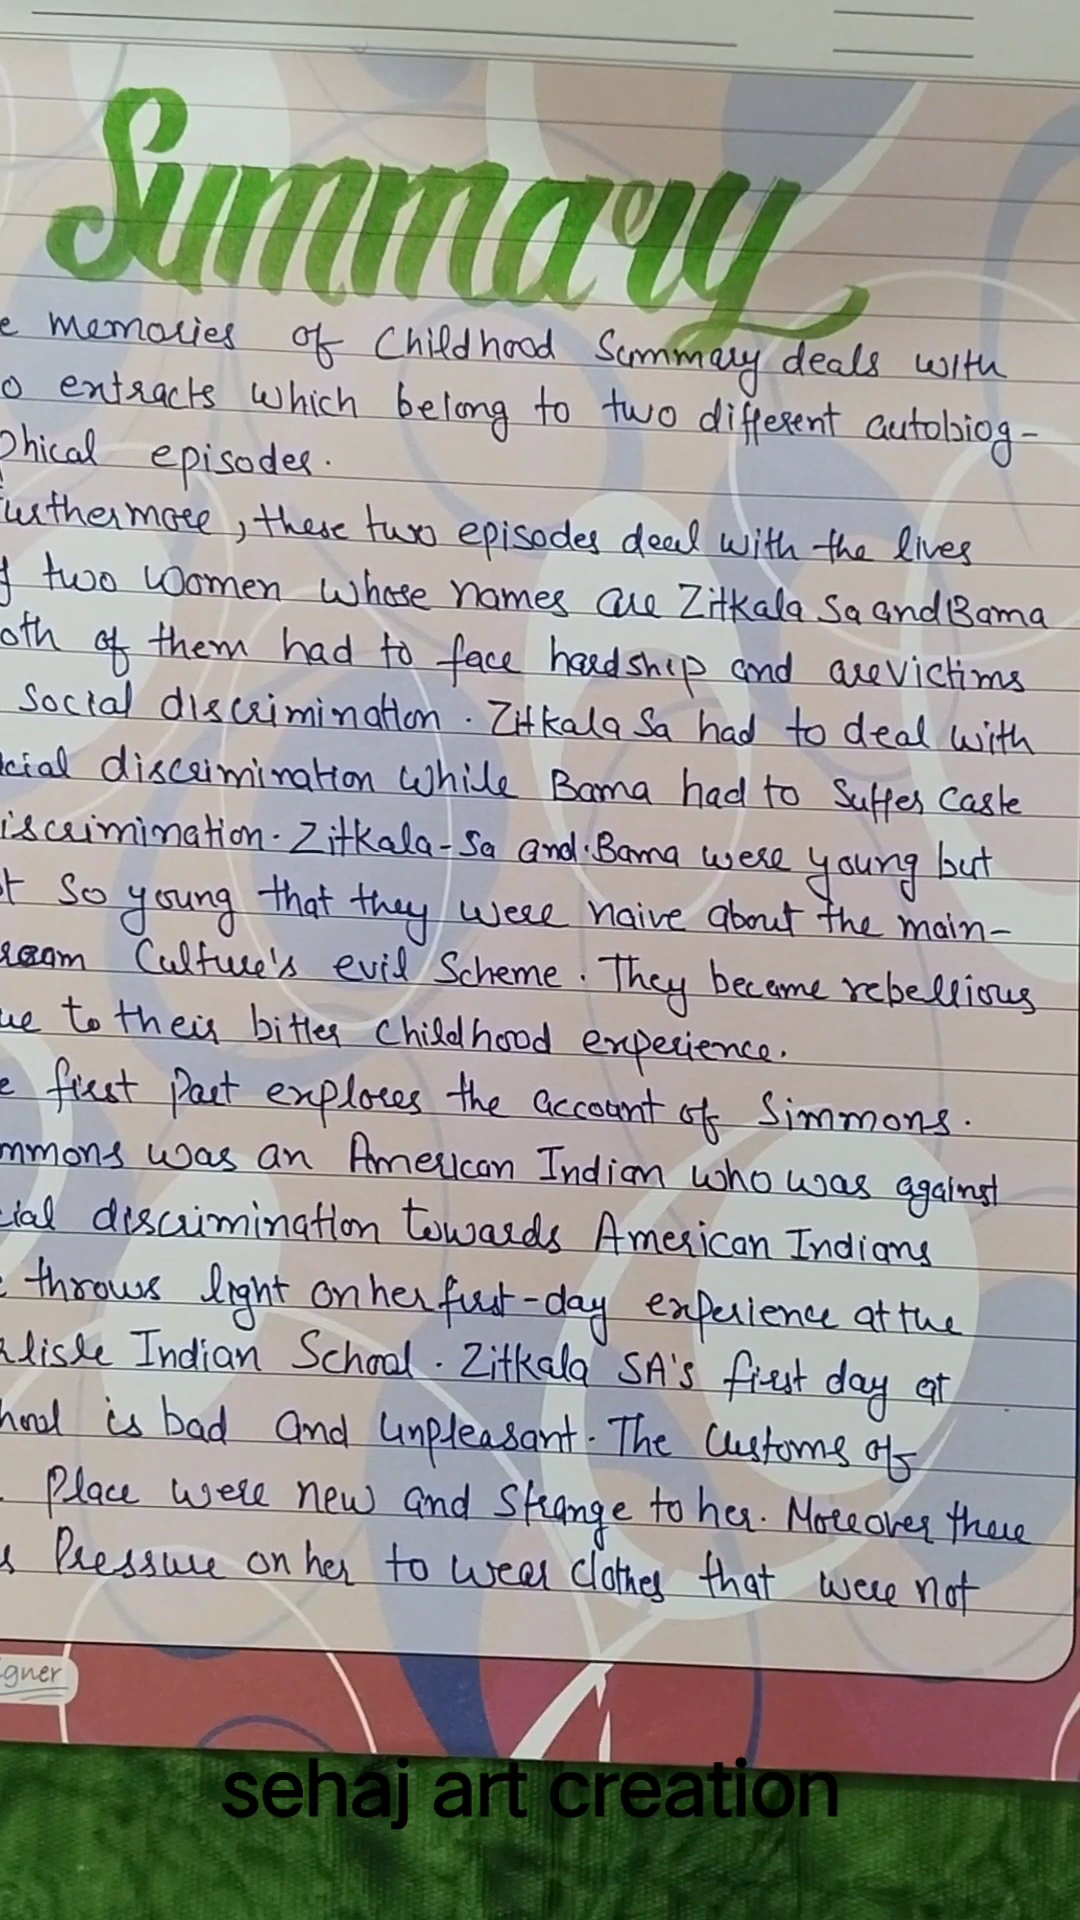 Summary
e memories of Childhood Summary deals with
o extracts which belong to two different autobiog-
phical episodes.
urthermore, these two episodes deal with the lives
f two women whose names are Zitkala Sa and Bama
oth of them had to face hardship and are victims
social discrimination. Zitkala Sa had to deal with
cial discrimination while Bama had to Suffer Caste
iscrimination. Zitkala-Sa and Bama were young but
t so young that they were naive about the main-
ream Culture's evil Scheme. They became rebellious
ue to their bitter childhood experience.
e first Part explores the account of Simmons.
mmons was an American Indian who was against
cial discrimination towards American Indians
throws light on her first-day experience at the
rlisle Indian School. Zitkala SA's first day at
hool is bad and unpleasant. The Customs of
Place were new and Strange to her. Moreover there
s Pressure on her to wear clothes that were not
gner
sehaj art creation